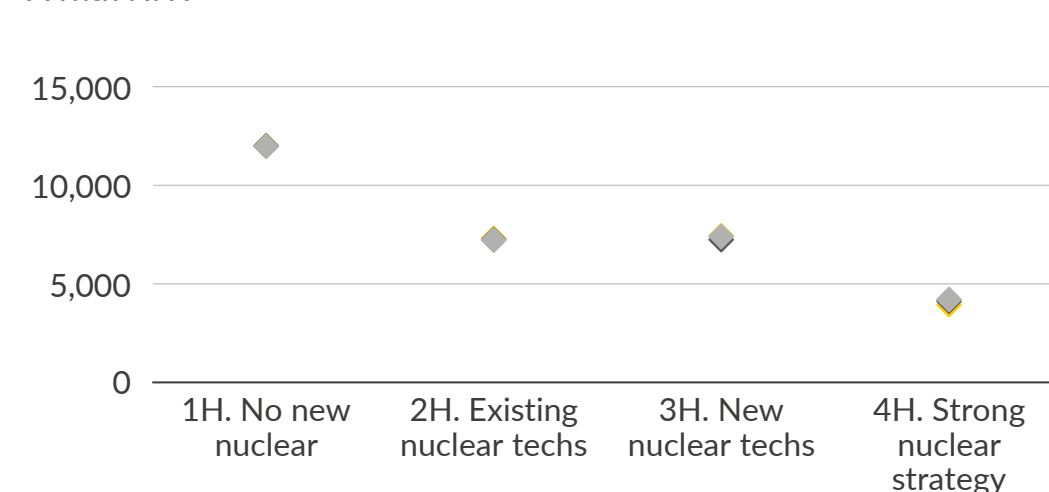 15,000
10,000
5,000
0
1H. No new 2H. Existing 3H. New 4H. Strong
nuclear nuclear techs nuclear techs nuclear
strategy